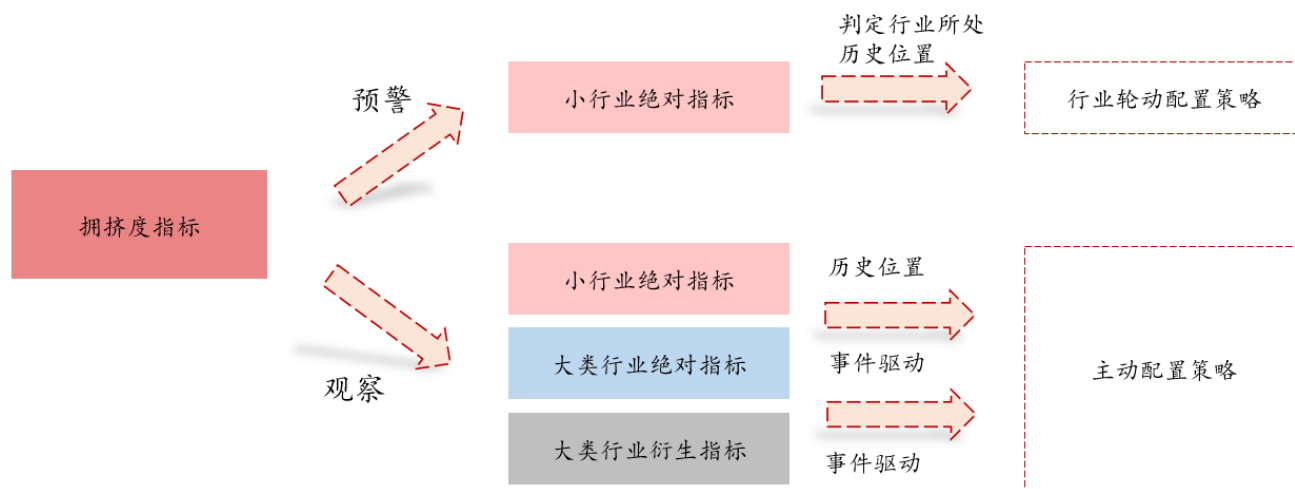 判定行业所处
历史位置
预警
小行业绝对指标
行业轮动配置策略
拥挤度指标
小行业绝对指标
历史位置
大类行业绝对指标
事件驱动
主动配置策略
观察
大类行业衍生指标
事件驱动